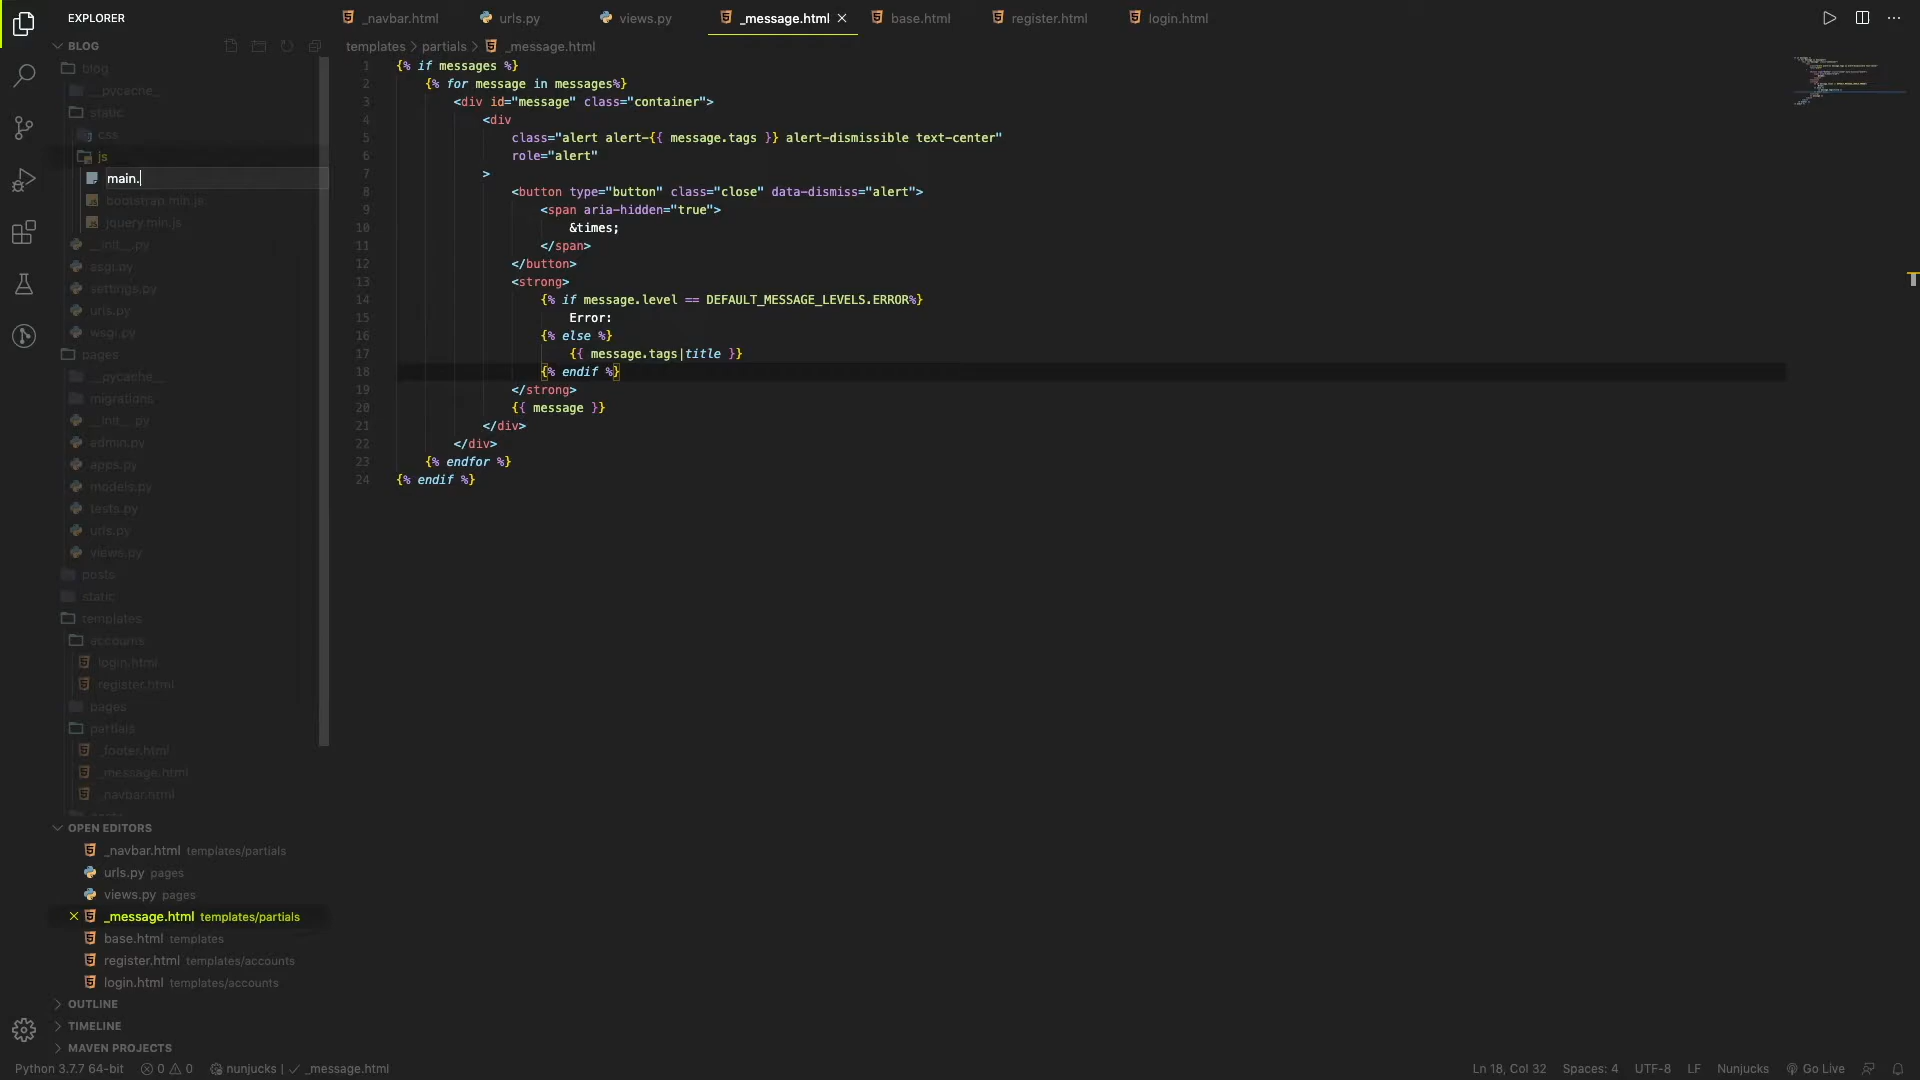 EXPLORER
BLOG
blog
__pycache__
static
css
js
main.
bootstrap.min.js
jquery.min.js
__init__.py
asgi.py
settings.py
urls.py
wsgi.py
pages
__pycache__
migrations
__init__.py
admin.py
apps.py
models.py
tests.py
urls.py
views.py
posts
static
templates
accounts
login.html
register.html
pages
partials
_footer.html
_message.html
_navbar.html
OPEN EDITORS
_navbar.html templates/partials
urls.py pages
views.py pages
_message.html templates/partials
base.html templates
register.html templates/accounts
login.html templates/accounts
OUTLINE
TIMELINE
MAVEN PROJECTS
_navbar.html urls.py views.py _message.html base.html register.html login.html
templates > partials > _message.html
1 {% if messages %}
2 {% for message in messages%}
3 <div id="message" class="container">
4 <div
5 class="alert alert-{{ message.tags }} alert-dismissible text-center"
6 role="alert"
7 >
8 <button type="button" class="close" data-dismiss="alert">
9 <span aria-hidden="true">
10 &times;
11 </span>
12 </button>
13 <strong>
14 {% if message.level == DEFAULT_MESSAGE_LEVELS.ERROR%}
15 Error:
16 {% else %}
17 {{ message.tags|title }}
18 {% endif %}
19 </strong>
20 {{ message }}
21 </div>
22 </div>
23 {% endfor %}
24 {% endif %}
Python 3.7.7 64-bit 0 0 nunjucks | _message.html Ln 18, Col 32 Spaces: 4 UTF-8 LF Nunjucks Go Live